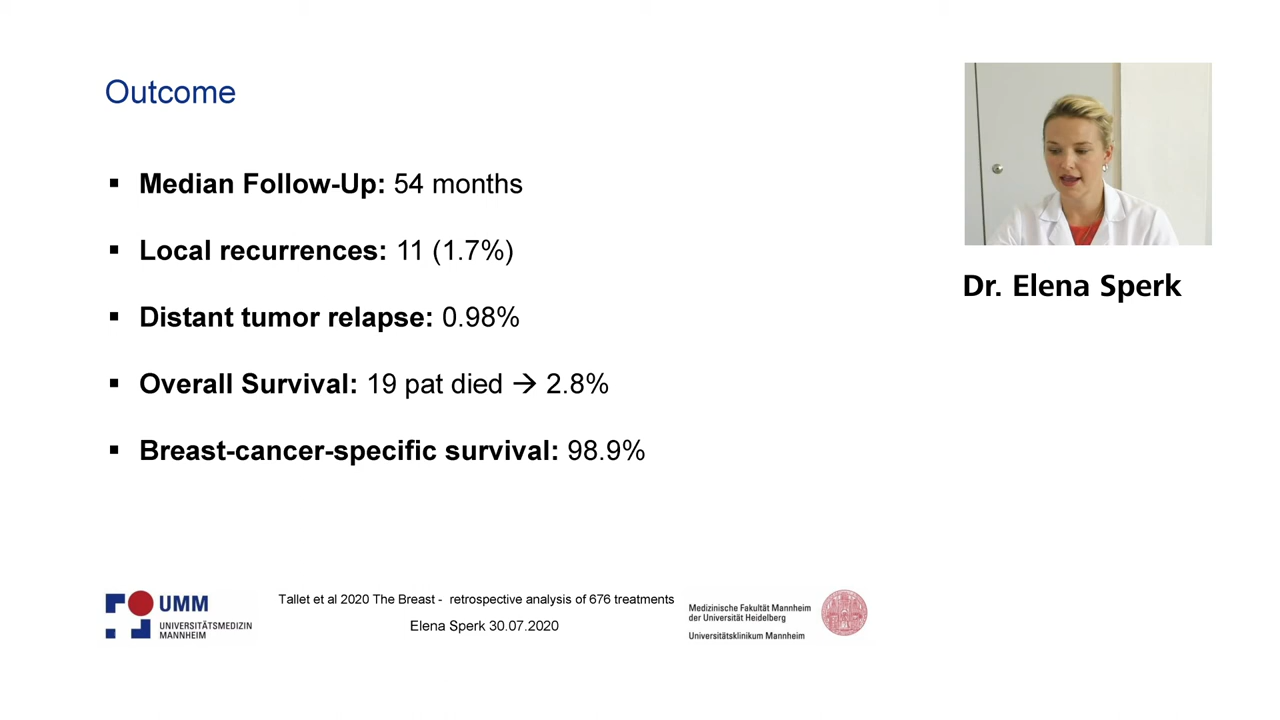 Outcome
▪ Median Follow-Up: 54 months
▪ Local recurrences: 11 (1.7%)
▪ Distant tumor relapse: 0.98%
▪ Overall Survival: 19 pat died → 2.8%
▪ Breast-cancer-specific survival: 98.9%
Dr. Elena Sperk
UMM
UNIVERSITÄTSMEDIZIN
MANNHEIM
Tallet et al 2020 The Breast - retrospective analysis of 676 treatments
Elena Sperk 30.07.2020
Medizinische Fakultät Mannheim
der Universität Heidelberg
Universitätsklinikum Mannheim